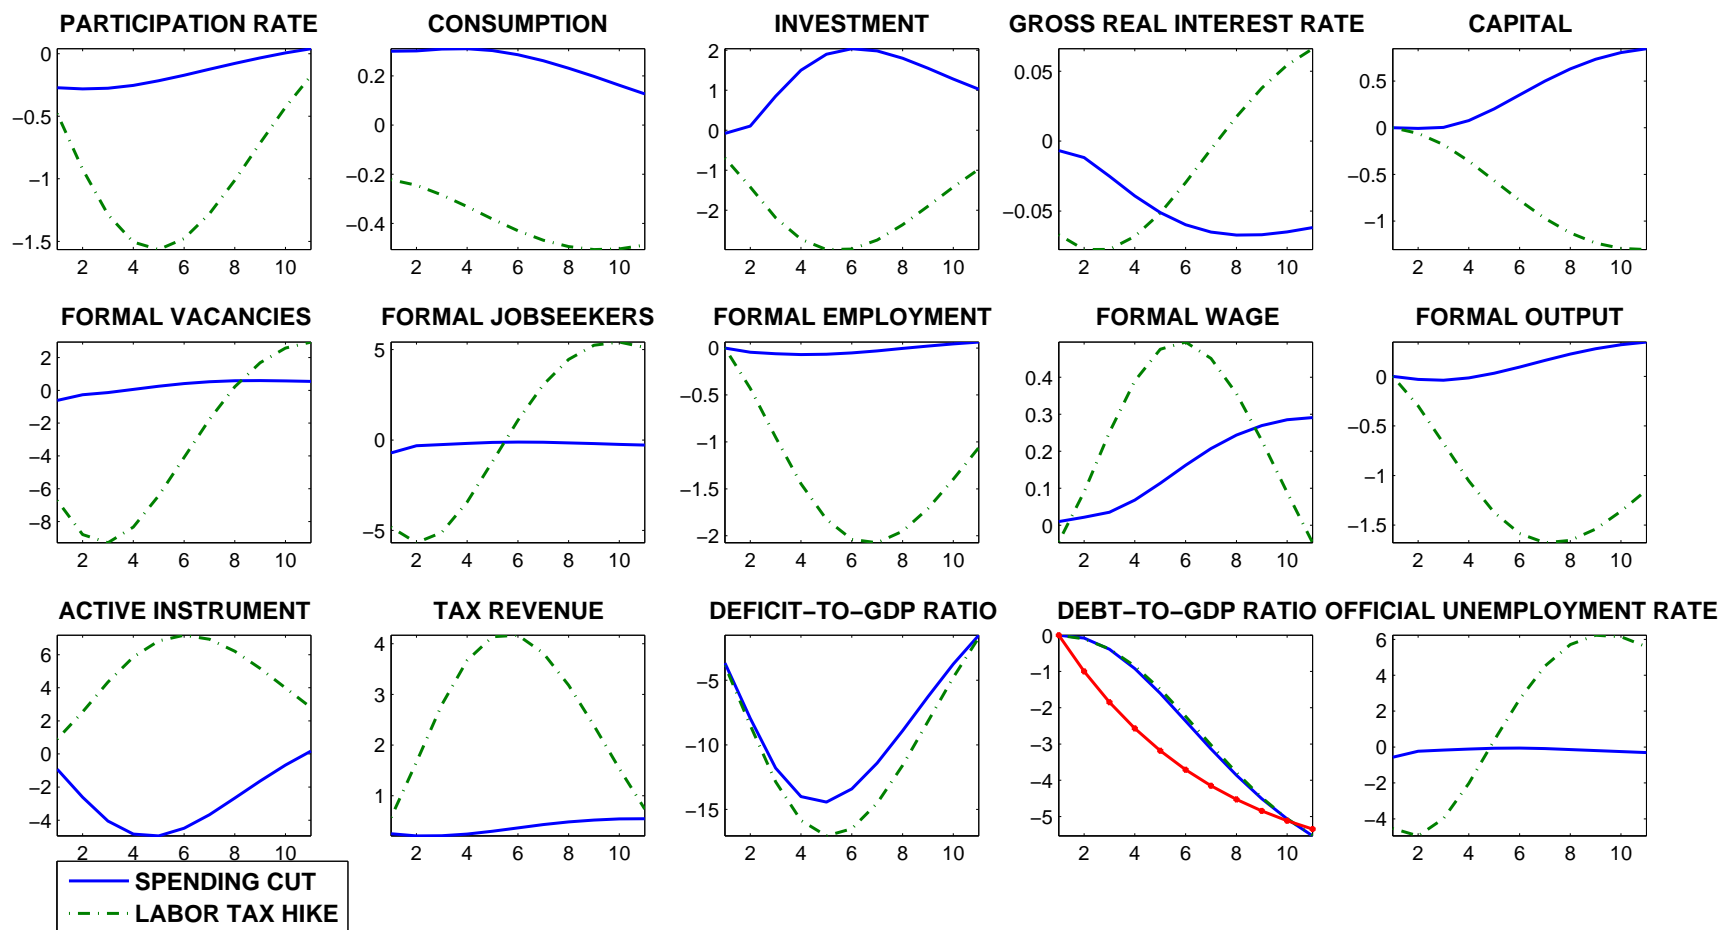 PARTICIPATION RATE CONSUMPTION INVESTMENT GROSS REAL INTEREST RATE CAPITAL
0 −0.5 −1 −1.5 2 4 6 8 10
0.2 0 −0.2 −0.4 2 4 6 8 10
2 1 0 −1 −2 2 4 6 8 10
0.05 0 −0.05 2 4 6 8 10
0.5 0 −0.5 −1 2 4 6 8 10
FORMAL VACANCIES FORMAL JOBSEEKERS FORMAL EMPLOYMENT FORMAL WAGE FORMAL OUTPUT
2 0 −2 −4 −6 −8 2 4 6 8 10
5 0 −5 2 4 6 8 10
0 −0.5 −1 −1.5 −2 2 4 6 8 10
0.4 0.3 0.2 0.1 0 2 4 6 8 10
0 −0.5 −1 −1.5 2 4 6 8 10
ACTIVE INSTRUMENT TAX REVENUE DEFICIT−TO−GDP RATIO DEBT−TO−GDP RATIO OFFICIAL UNEMPLOYMENT RATE
6 4 2 0 −2 −4 2 4 6 8 10
4 3 2 1 2 4 6 8 10
−5 −10 −15 2 4 6 8 10
0 −1 −2 −3 −4 −5 2 4 6 8 10
6 4 2 0 −2 −4 2 4 6 8 10
SPENDING CUT
LABOR TAX HIKE